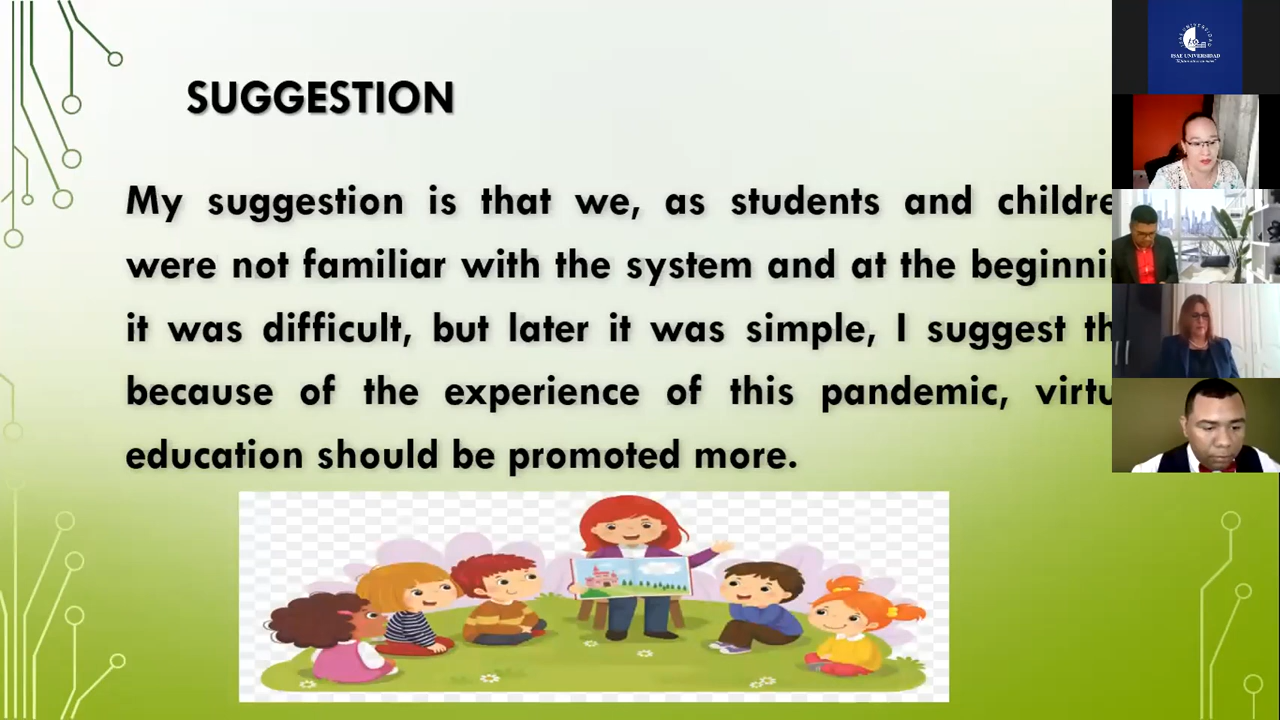 SUGGESTION
My suggestion is that we, as students and childre
were not familiar with the system and at the beginni
it was difficult, but later it was simple, I suggest th
because of the experience of this pandemic, virtu
education should be promoted more.
ISAE UNIVERSIDAD